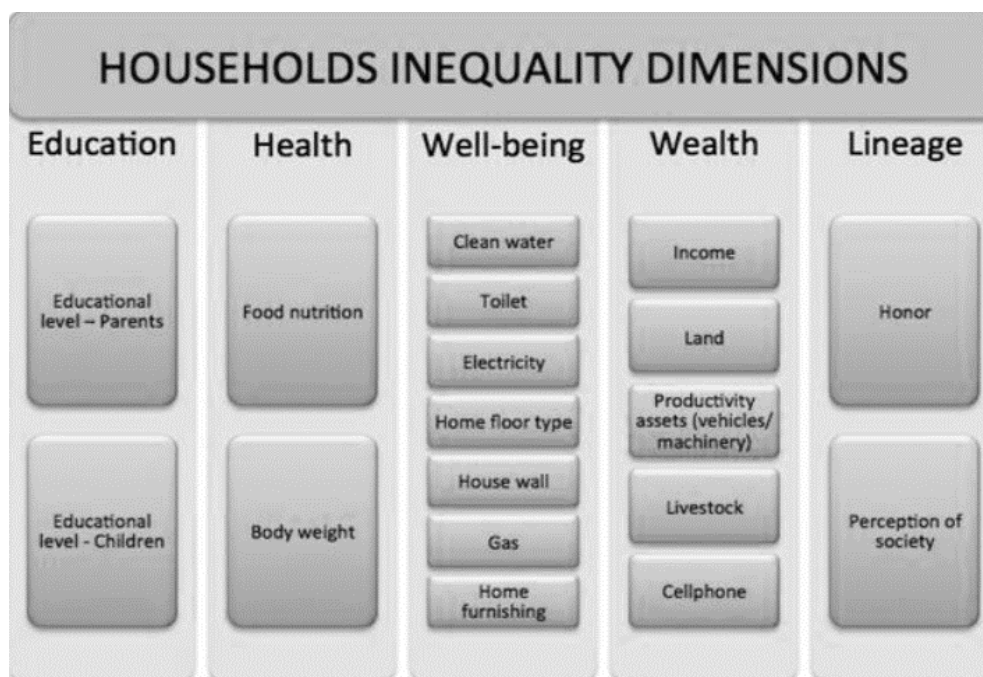 HOUSEHOLDS INEQUALITY DIMENSIONS
Education
Educational
level – Parents
Educational
level - Children
Health
Food nutrition
Body weight
Well-being
Clean water
Toilet
Electricity
Home floor type
House wall
Gas
Home
furnishing
Wealth
Income
Land
Productivity
assets (vehicles/
machinery)
Livestock
Cellphone
Lineage
Honor
Perception of
society